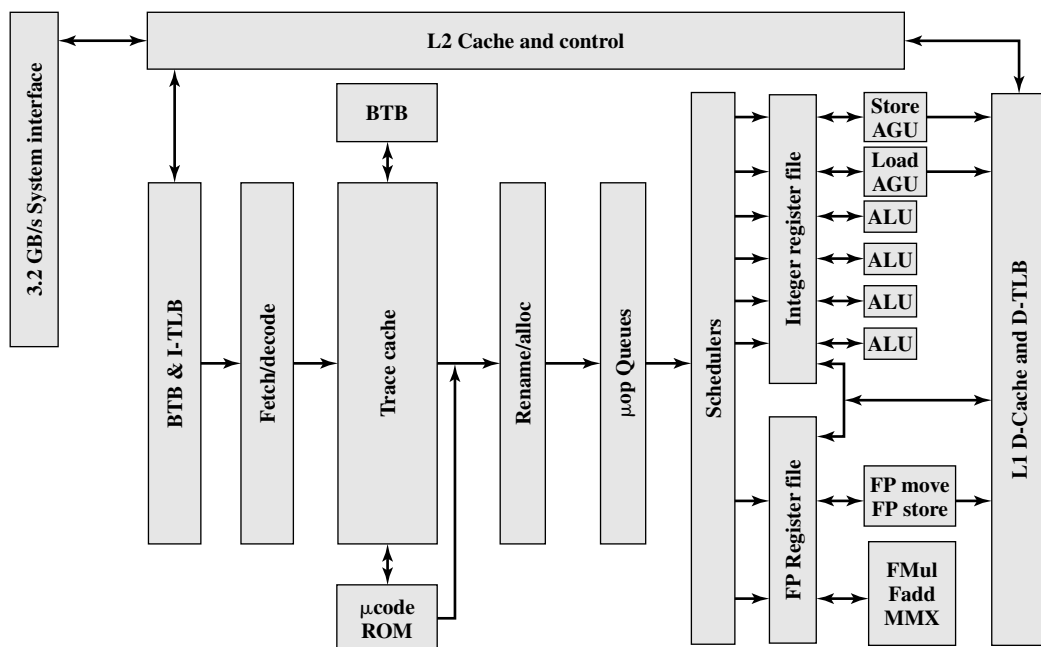 3.2 GB/s System interface
L2 Cache and control
BTB
BTB & I-TLB
Fetch/decode
Trace cache
μcode
ROM
Rename/alloc
μop Queues
Schedulers
Integer register file
FP Register file
Store
AGU
Load
AGU
ALU
ALU
ALU
ALU
FP move
FP store
FMul
Fadd
MMX
L1 D-Cache and D-TLB